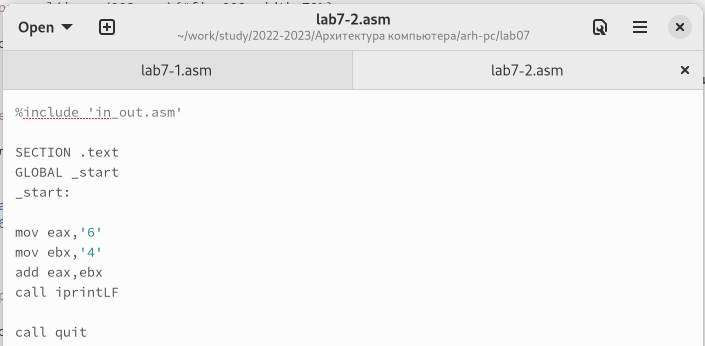 Open
lab7-2.asm
~/work/study/2022-2023/Архитектура компьютера/arh-pc/lab07
lab7-1.asm
lab7-2.asm
%include 'in_out.asm'
SECTION .text
GLOBAL _start
_start:
mov eax,'6'
mov ebx,'4'
add eax,ebx
call iprintLF
call quit